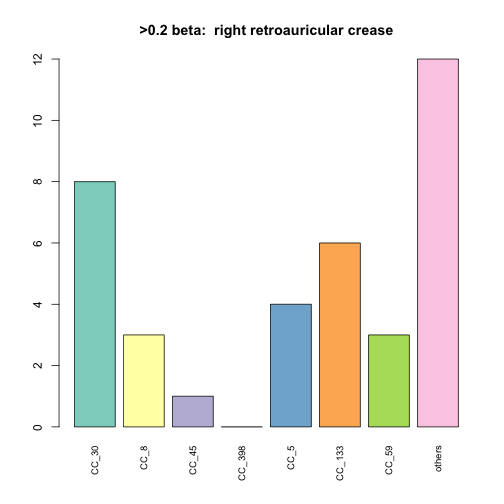 >0.2 beta:  right retroauricular crease
12
10
8
6
4
2
0
CC_30
CC_8
CC_45
CC_398
CC_5
CC_133
CC_59
others